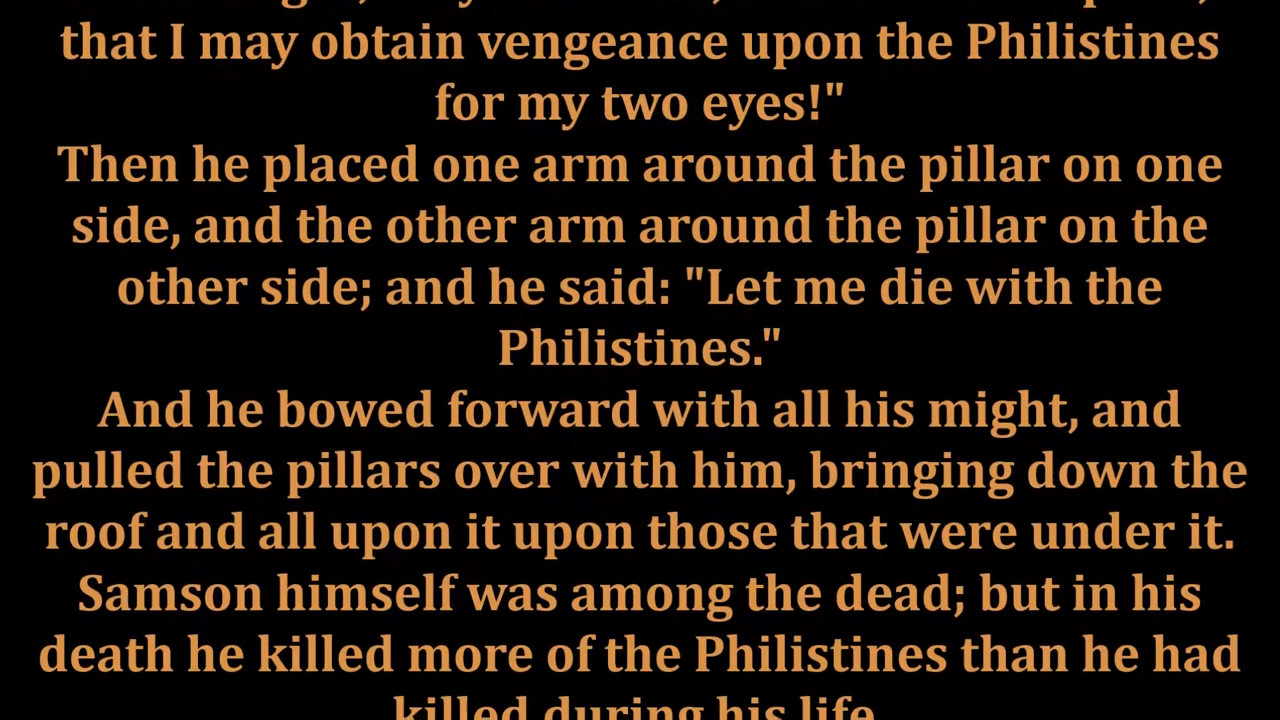 that I may obtain vengeance upon the Philistines
for my two eyes!"
Then he placed one arm around the pillar on one
side, and the other arm around the pillar on the
other side; and he said: "Let me die with the
Philistines."
And he bowed forward with all his might, and
pulled the pillars over with him, bringing down the
roof and all upon it upon those that were under it.
Samson himself was among the dead; but in his
death he killed more of the Philistines than he had
killed during his life.